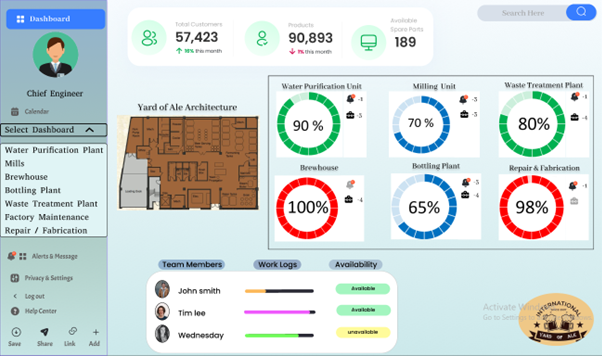 Dashboard
Chief Engineer
Calendar
Select Dashboard
Water Purification Plant
Mills
Brewhouse
Bottling Plant
Waste Treatment Plant
Factory Maintenance
Repair / Fabrication
Alerts & Message
Privacy & Settings
Log out
Help Center
Save
Share
Link
Add
Total Customers
57,423
16% this month
Products
90,893
1% this month
Available
Spare Parts
189
Search Here
Yard of Ale Architecture
Water Purification Unit
90 %
-1
-3
Milling Unit
70 %
-3
-5
Waste Treatment Plant
80%
-1
-4
Brewhouse
100%
-4
Bottling Plant
65%
-3
-4
Repair & Fabrication
98%
-1
Team Members
Work Logs
Availability
John smith
Available
Tim lee
Available
Wednesday
unavailable
Activate Windows
Go to Settings to
INTERNATIONAL
YARD OF ALE